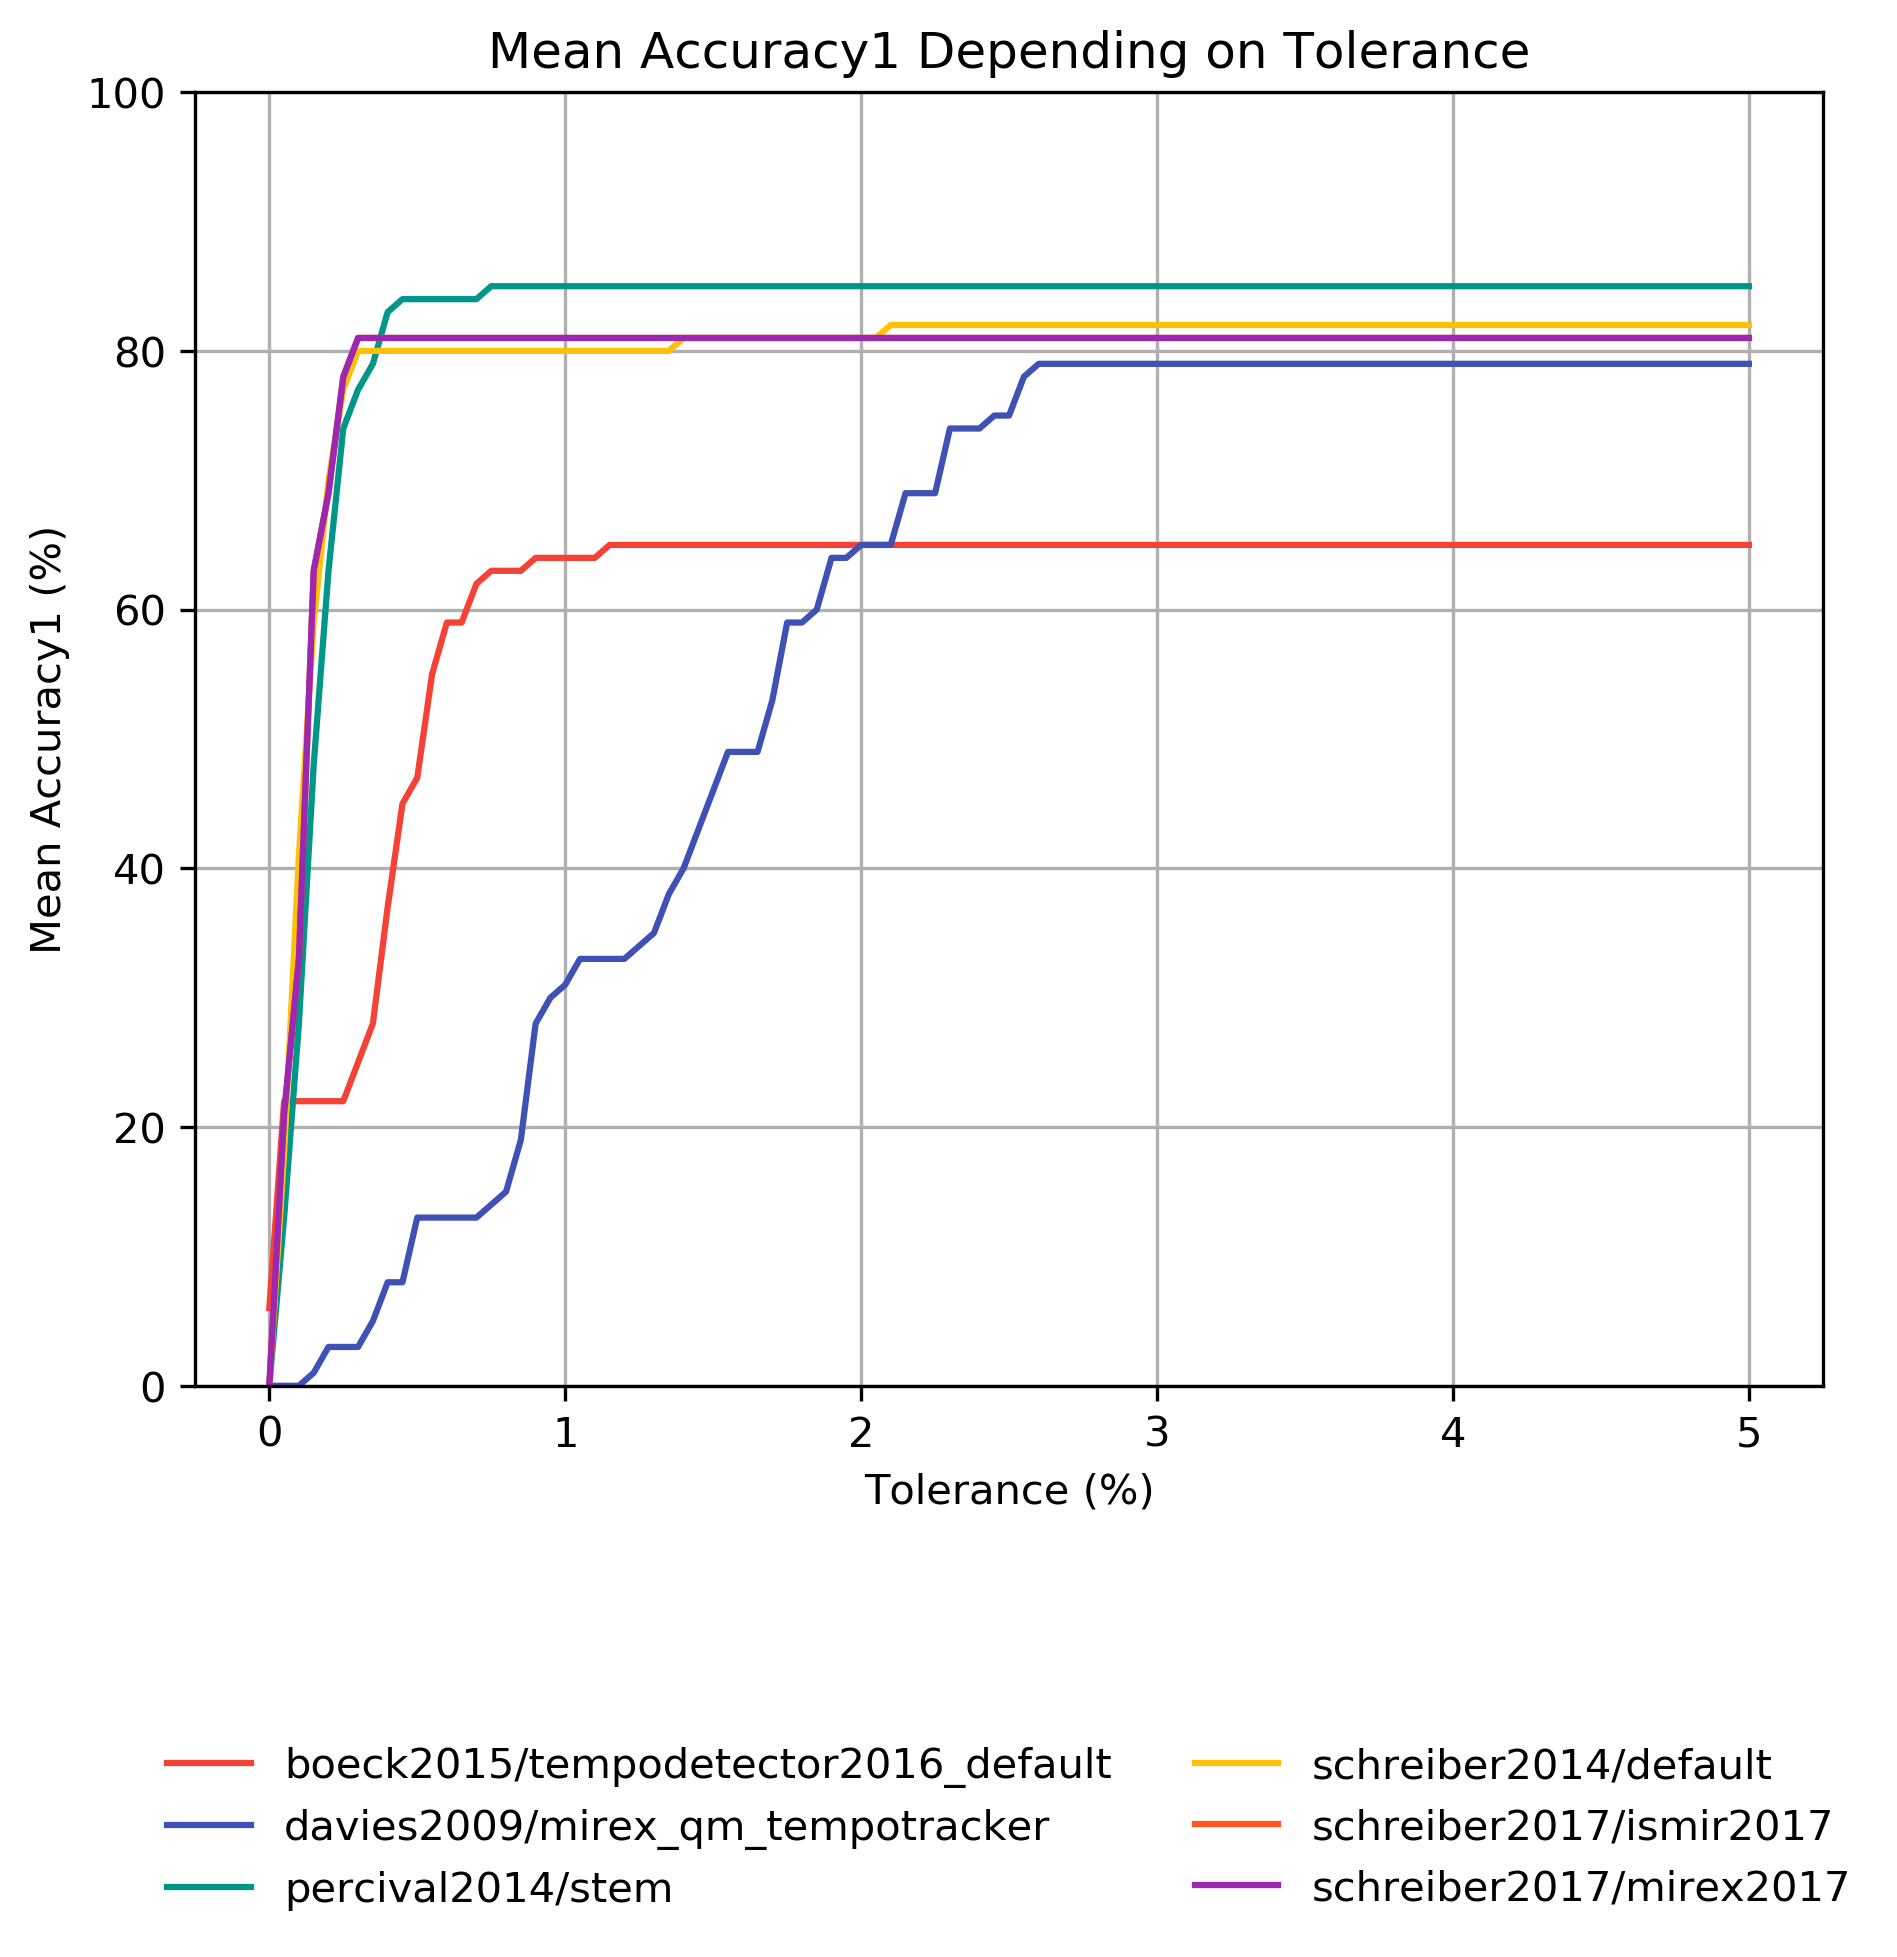 Mean Accuracy1 Depending on Tolerance
100
80
60
40
20
0
Mean Accuracy1 (%)
0 1 2 3 4 5
Tolerance (%)
boeck2015/tempodetector2016_default
davies2009/mirex_qm_tempotracker
percival2014/stem
schreiber2014/default
schreiber2017/ismir2017
schreiber2017/mirex2017